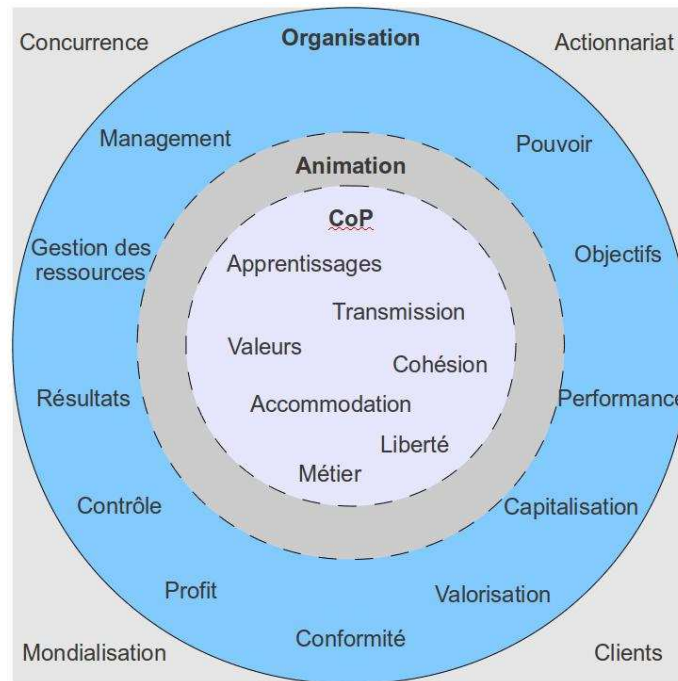 Organisation
Concurrence
Actionnariat
Management
Pouvoir
Animation
CoP
Gestion des
ressources
Objectifs
Apprentissages
Transmission
Valeurs
Cohésion
Résultats
Performance
Accommodation
Liberté
Métier
Contrôle
Capitalisation
Profit
Valorisation
Conformité
Mondialisation
Clients